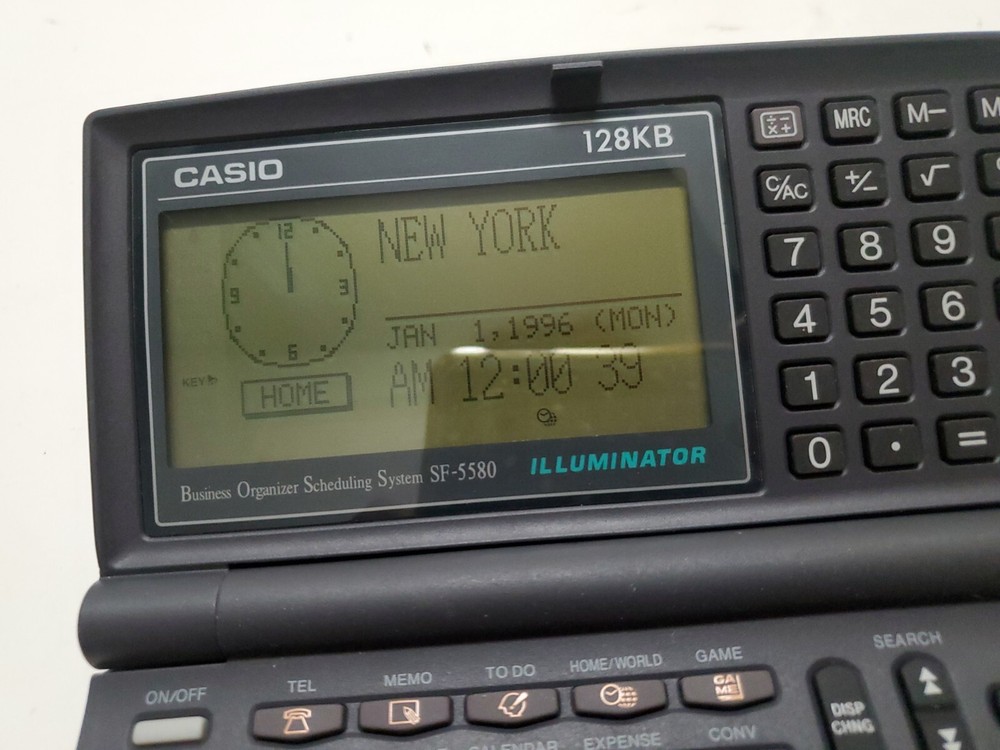 128KB
CASIO
12
3
6
9
NEW YORK
JAN 1,1996 (MON)
AM 12:00 39
KEY
HOME
Business Organizer Scheduling System SF-5580
ILLUMINATOR
MRC M−
C/AC +/− √
7 8 9
4 5 6
1 2 3
0 . =
SEARCH
ON/OFF TEL MEMO TO DO HOME/WORLD GAME
GAME
DISP CHNG
CALENDAR EXPENSE CONV